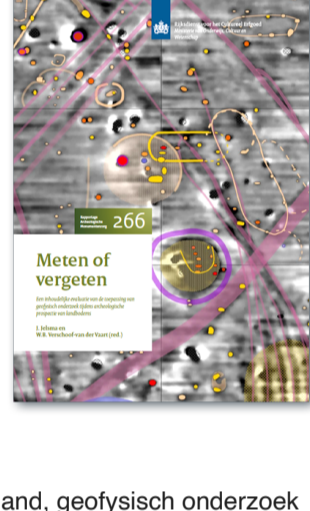 Rijksdienst voor het Cultureel Erfgoed
Ministerie van Onderwijs, Cultuur en
Wetenschap
Rapportage
Archeologische
Monumentenzorg
266
Meten of
vergeten
Een inhoudelijke evaluatie van de toepassing van
geofysisch onderzoek tijdens archeologische
prospectie van landbodems
J. Jelsma en
W.B. Verschoof-van der Vaart (red.)
and, geofysisch onderzoek